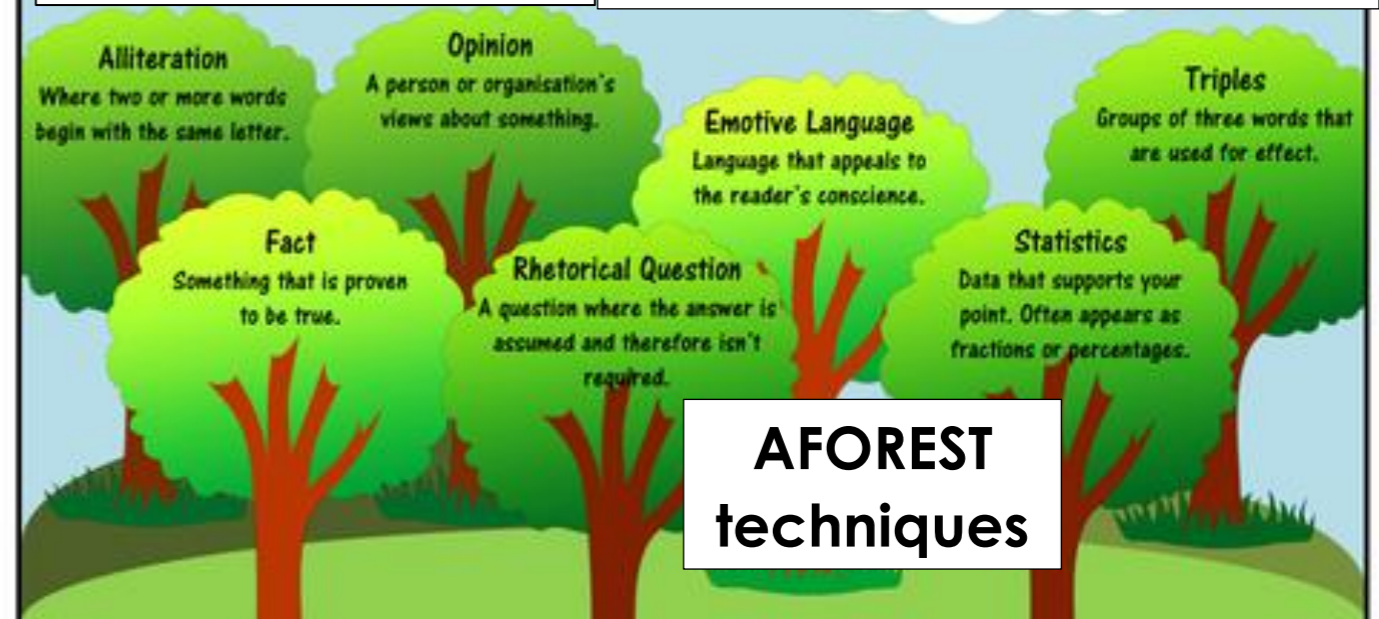 Alliteration
Where two or more words
begin with the same letter.
Opinion
A person or organisation's
views about something.
Emotive Language
Language that appeals to
the reader's conscience.
Triples
Groups of three words that
are used for effect.
Fact
Something that is proven
to be true.
Rhetorical Question
A question where the answer is
assumed and therefore isn't
required.
Statistics
Data that supports your
point. Often appears as
fractions or percentages.
AFOREST
techniques